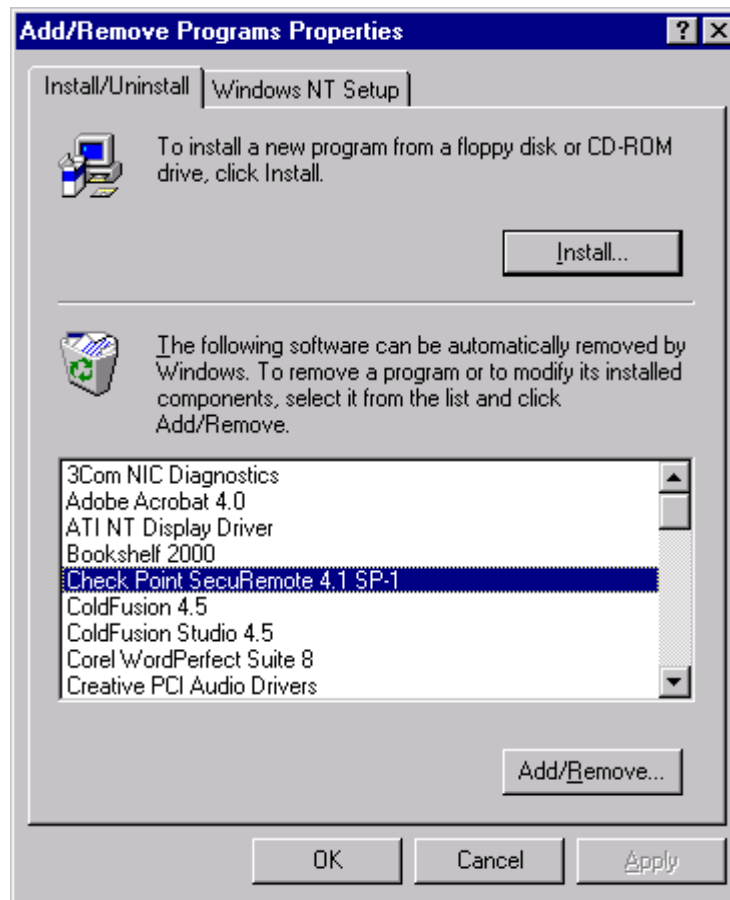 Add/Remove Programs Properties
Install/Uninstall
Windows NT Setup
To install a new program from a floppy disk or CD-ROM
drive, click Install.
Install...
The following software can be automatically removed by
Windows. To remove a program or to modify its installed
components, select it from the list and click
Add/Remove.
3Com NIC Diagnostics
Adobe Acrobat 4.0
ATI NT Display Driver
Bookshelf 2000
Check Point SecuRemote 4.1 SP-1
ColdFusion 4.5
ColdFusion Studio 4.5
Corel WordPerfect Suite 8
Creative PCI Audio Drivers
Add/Remove...
OK
Cancel
Apply